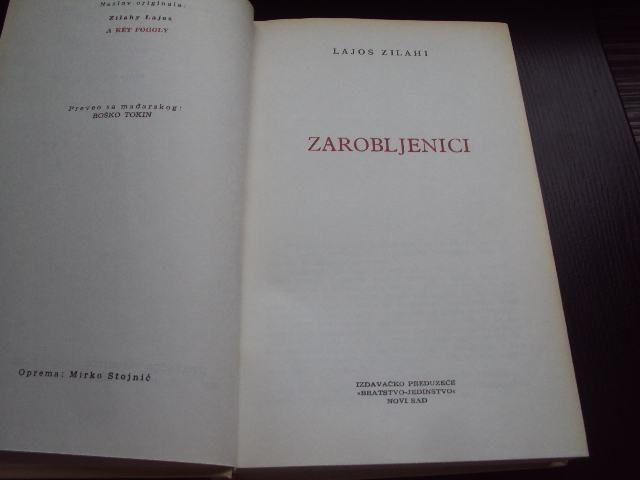 Naslov originala:
Zilahy Lajos
A KÉT FOGOLY
Preveo sa mađarskog:
BOŠKO TOKIN
Oprema: Mirko Stojnić
LAJOS ZILAHI
ZAROBLJENICI
IZDAVAČKO PREDUZEĆE
»BRATSTVO-JEDINSTVO«
NOVI SAD